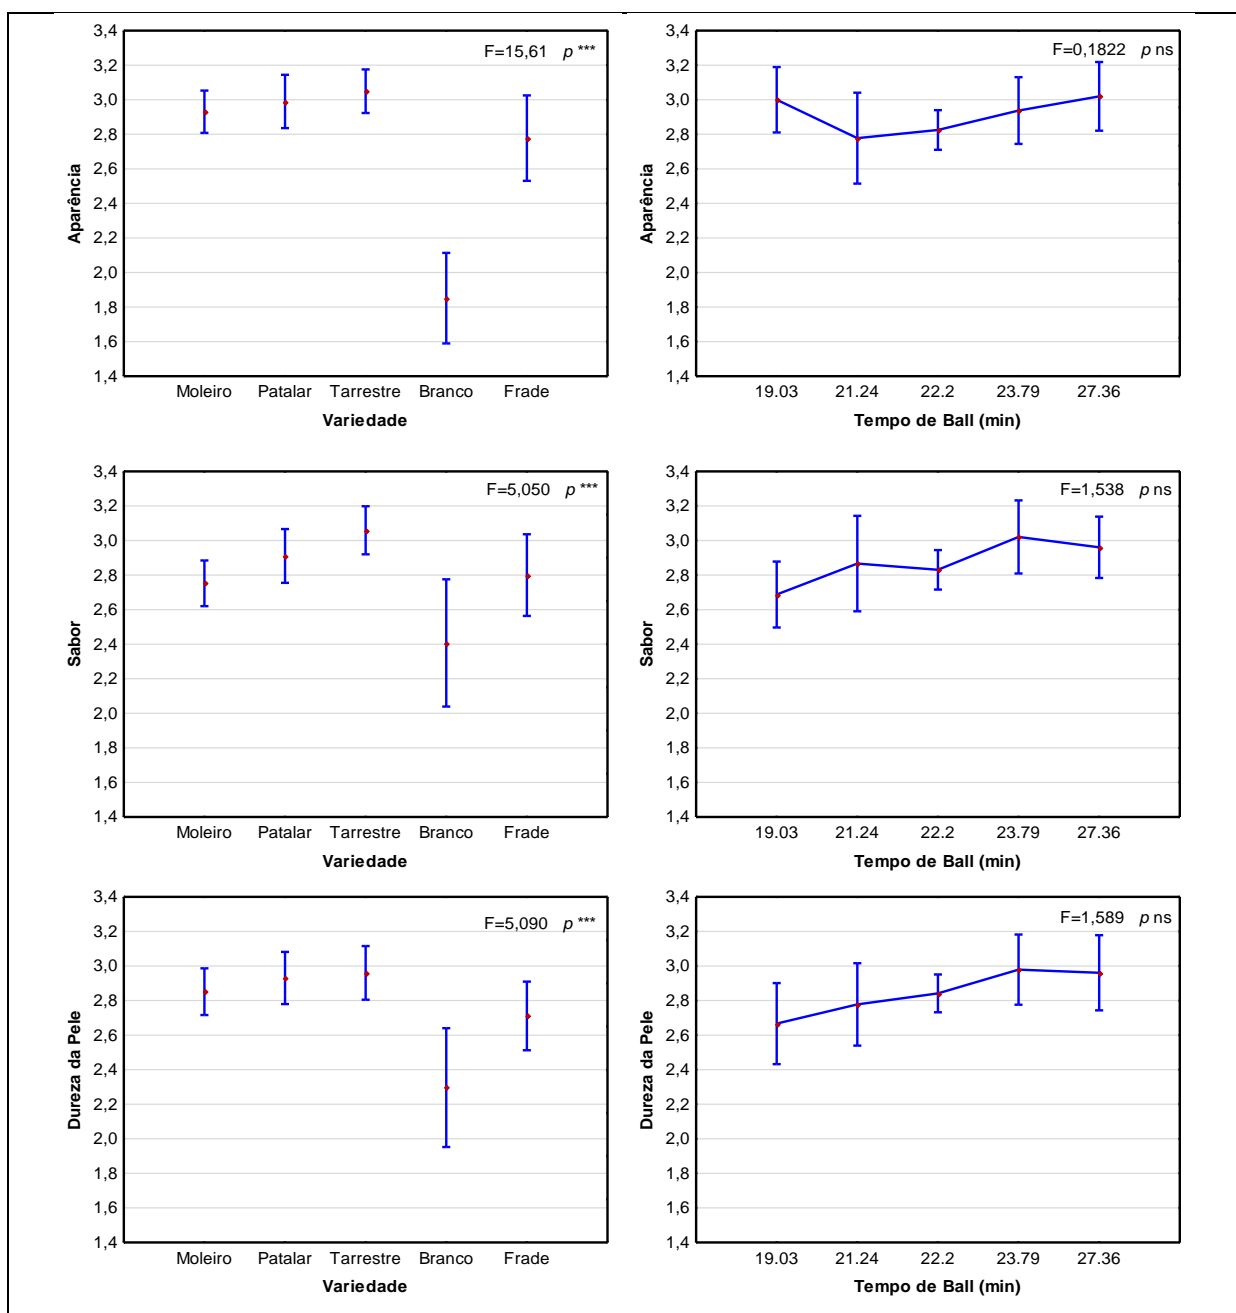 3,4
3,2
3,0
2,8
2,6
2,4
2,2
2,0
1,8
1,6
1,4
Aparência
F=15,61 p ***
Moleiro Patalar Tarrestre Branco Frade
Variedade
3,4
3,2
3,0
2,8
2,6
2,4
2,2
2,0
1,8
1,6
1,4
Aparência
F=0,1822 p ns
19.03 21.24 22.2 23.79 27.36
Tempo de Ball (min)
3,4
3,2
3,0
2,8
2,6
2,4
2,2
2,0
1,8
1,6
1,4
Sabor
F=5,050 p ***
Moleiro Patalar Tarrestre Branco Frade
Variedade
3,4
3,2
3,0
2,8
2,6
2,4
2,2
2,0
1,8
1,6
1,4
Sabor
F=1,538 p ns
19.03 21.24 22.2 23.79 27.36
Tempo de Ball (min)
3,4
3,2
3,0
2,8
2,6
2,4
2,2
2,0
1,8
1,6
1,4
Dureza da Pele
F=5,090 p ***
Moleiro Patalar Tarrestre Branco Frade
Variedade
3,4
3,2
3,0
2,8
2,6
2,4
2,2
2,0
1,8
1,6
1,4
Dureza da Pele
F=1,589 p ns
19.03 21.24 22.2 23.79 27.36
Tempo de Ball (min)